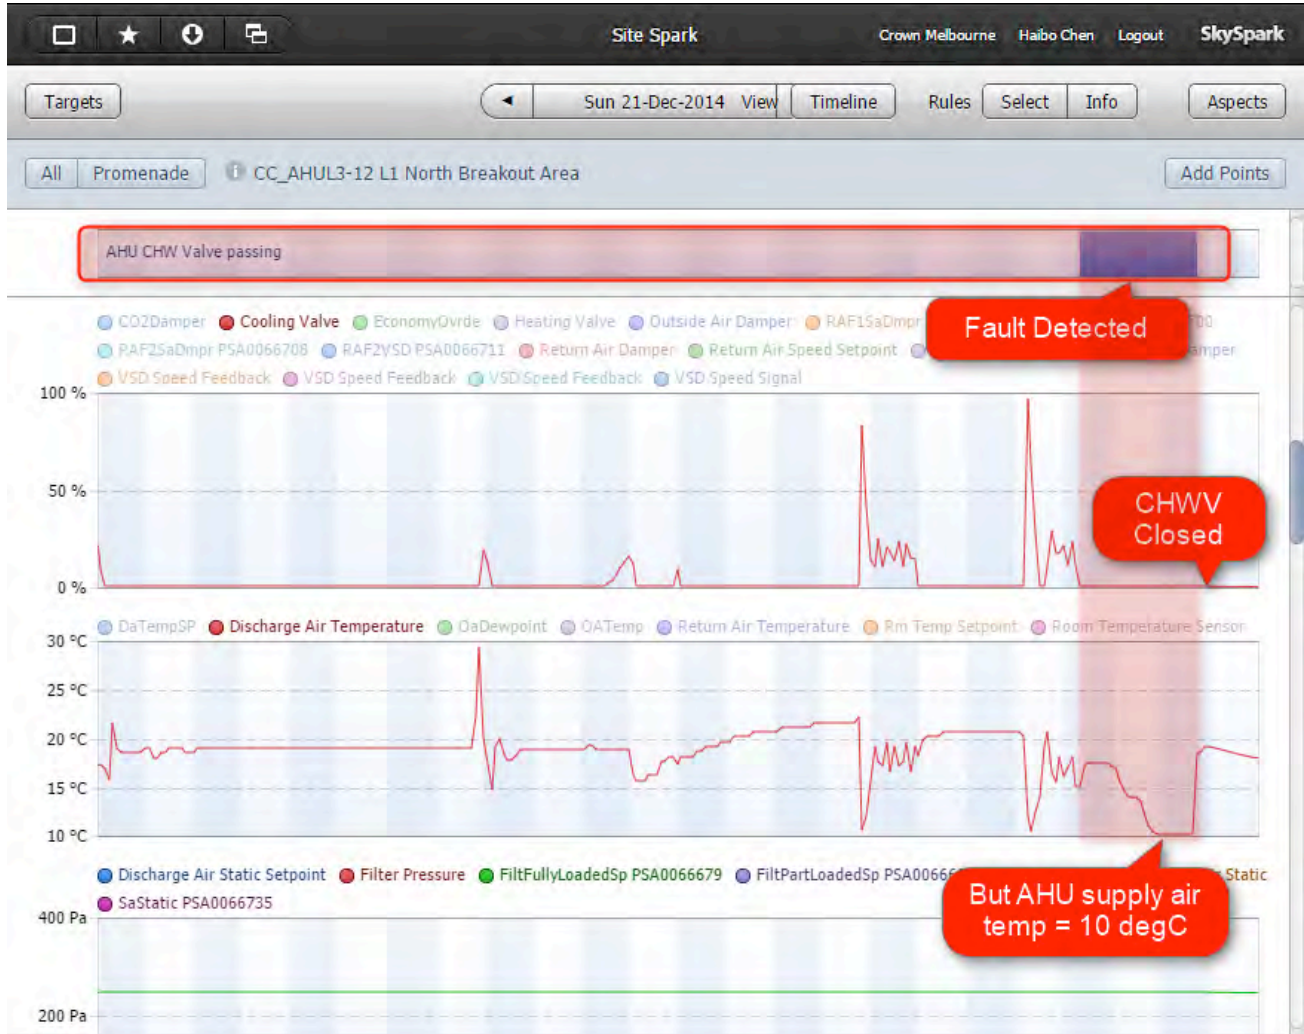 Site Spark
Crown Melbourne Haibo Chen Logout SkySpark
Targets
Sun 21-Dec-2014 View Timeline Rules Select Info Aspects
All Promenade CC_AHUL3-12 L1 North Breakout Area Add Points
AHU CHW Valve passing
Fault Detected
CO2Damper Cooling Valve EconomyOvrde Heating Valve Outside Air Damper RAF1SaDmpr
RAF2SaDmpr PSA0066708 RAF2VSD PSA0066711 Return Air Damper Return Air Speed Setpoint
VSD Speed Feedback VSD Speed Feedback VSD Speed Feedback VSD Speed Signal
100 %
50 %
0 %
CHWV
Closed
DaTempSP Discharge Air Temperature OaDewpoint OATemp Return Air Temperature Rm Temp Setpoint Room Temperature Sensor
30 °C
25 °C
20 °C
15 °C
10 °C
But AHU supply air
temp = 10 degC
Discharge Air Static Setpoint Filter Pressure FiltFullyLoadedSp PSA0066679 FiltPartLoadedSp Static
SaStatic PSA0066735
400 Pa
200 Pa